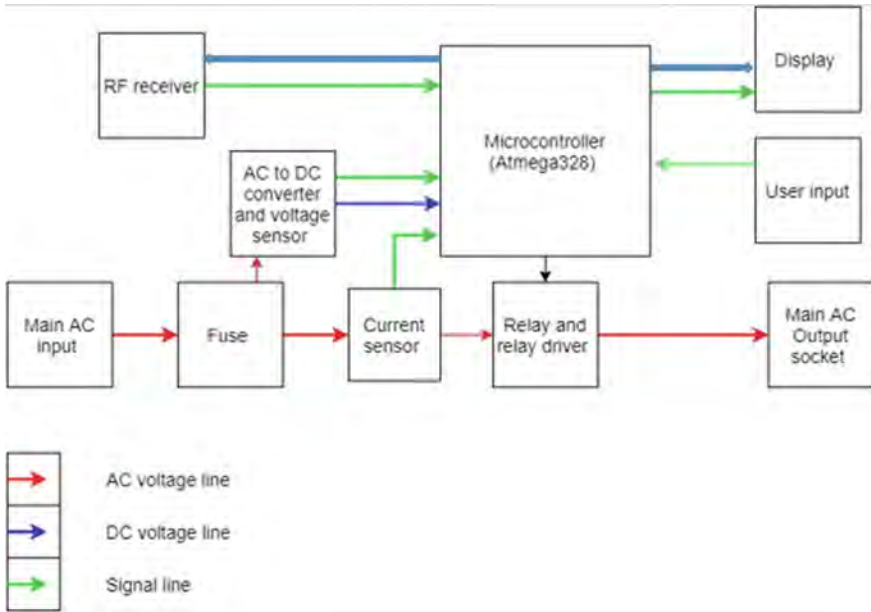 RF receiver
Microcontroller
(Atmega328)
Display
User input
AC to DC
converter
and voltage
sensor
Main AC
input
Fuse
Current
sensor
Relay and
relay driver
Main AC
Output
socket
AC voltage line
DC voltage line
Signal line